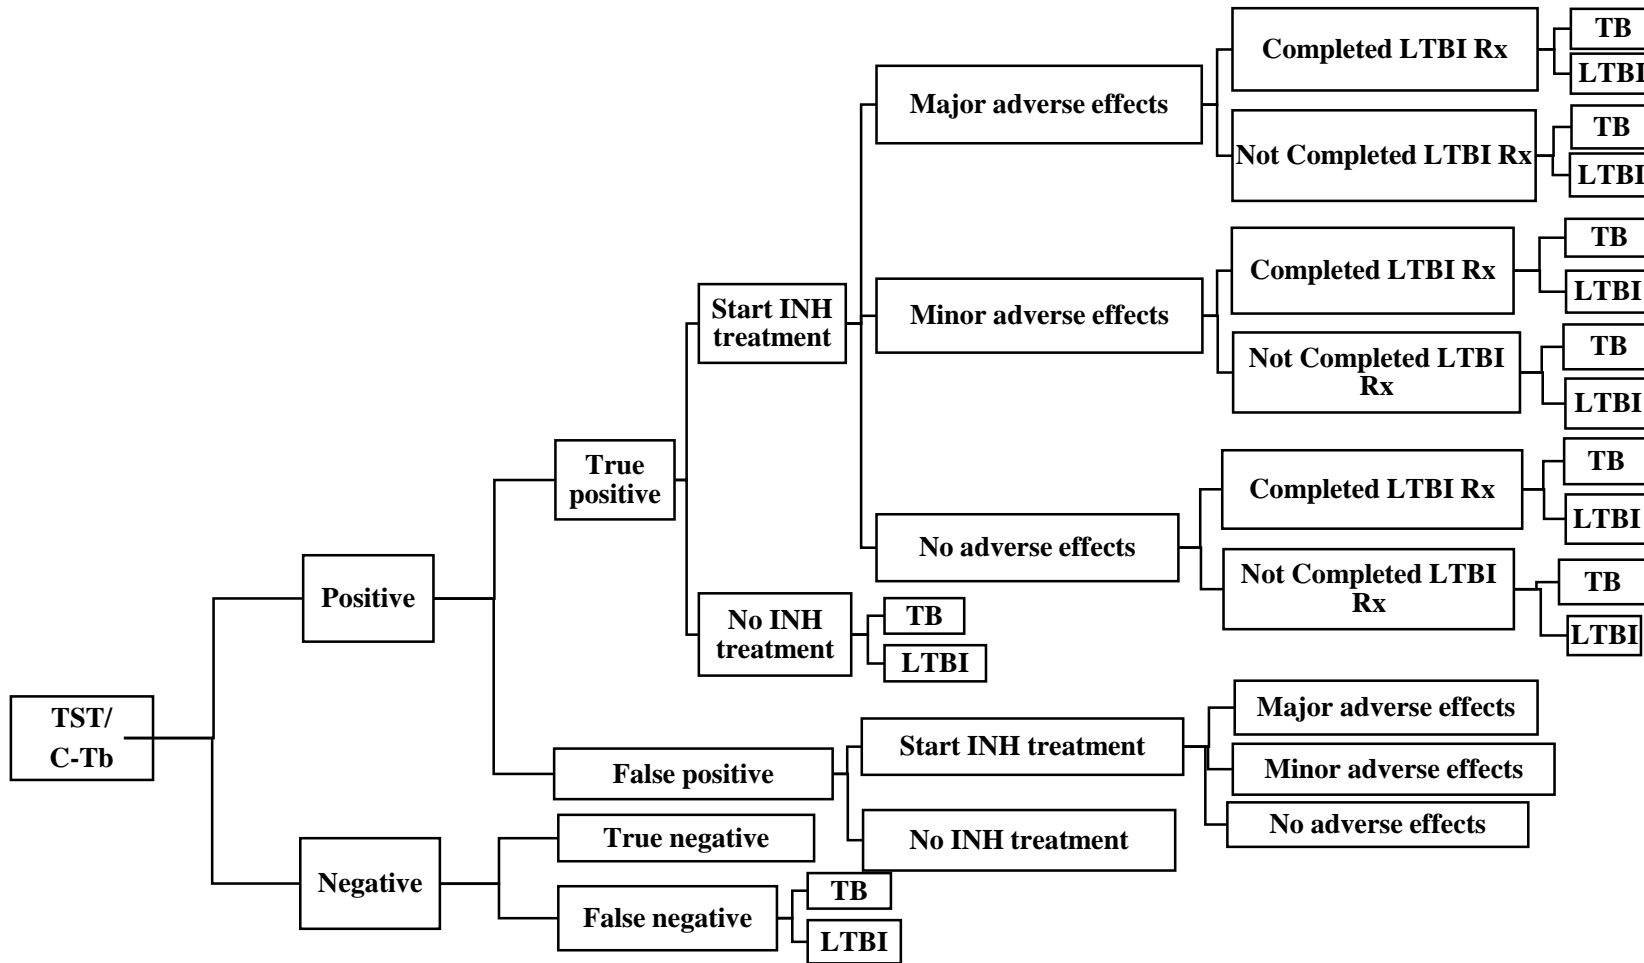 TST/
C-Tb
Positive
Negative
True
positive
False positive
True negative
False negative
TB
LTBI
Start INH
treatment
No INH
treatment
TB
LTBI
Start INH treatment
No INH treatment
Major adverse effects
Minor adverse effects
No adverse effects
Major adverse effects
Minor adverse effects
No adverse effects
Completed LTBI Rx
TB
LTBI
Not Completed LTBI Rx
TB
LTBI
Completed LTBI Rx
TB
LTBI
Not Completed LTBI
Rx
TB
LTBI
Completed LTBI Rx
TB
LTBI
Not Completed LTBI
Rx
TB
LTBI